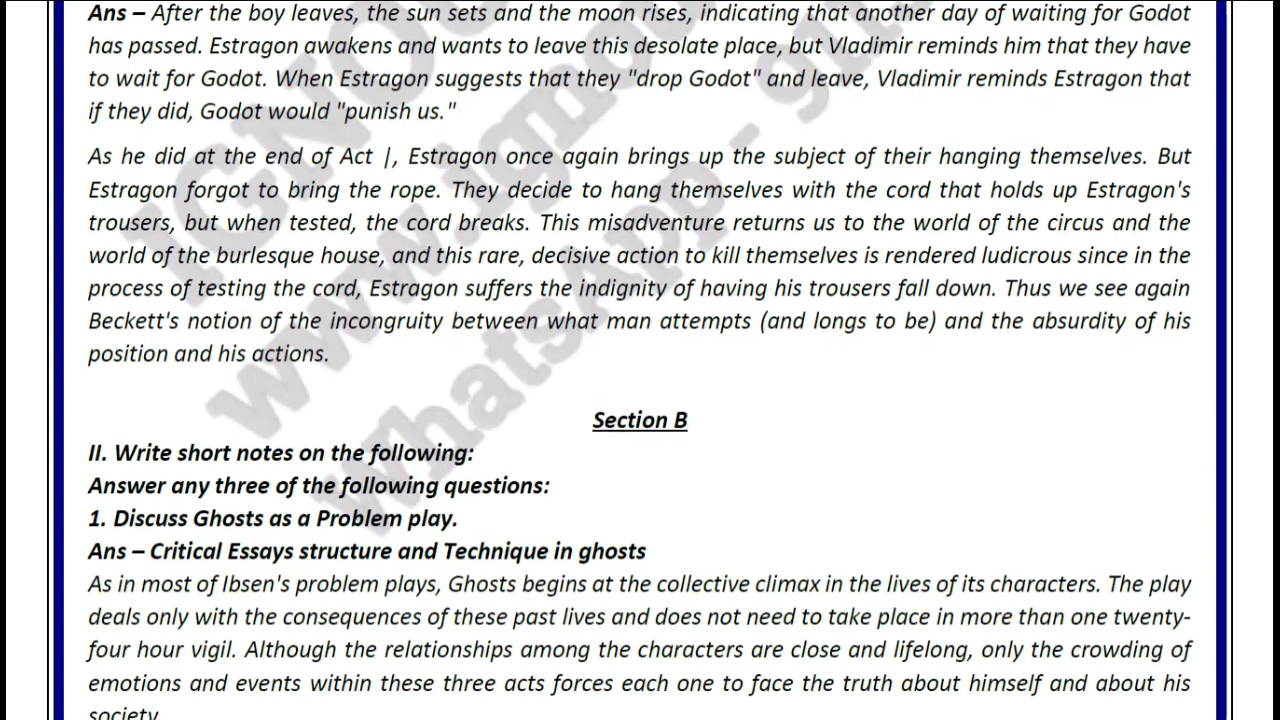 Ans – After the boy leaves, the sun sets and the moon rises, indicating that another day of waiting for Godot
has passed. Estragon awakens and wants to leave this desolate place, but Vladimir reminds him that they have
to wait for Godot. When Estragon suggests that they "drop Godot" and leave, Vladimir reminds Estragon that
if they did, Godot would "punish us."
As he did at the end of Act |, Estragon once again brings up the subject of their hanging themselves. But
Estragon forgot to bring the rope. They decide to hang themselves with the cord that holds up Estragon's
trousers, but when tested, the cord breaks. This misadventure returns us to the world of the circus and the
world of the burlesque house, and this rare, decisive action to kill themselves is rendered ludicrous since in the
process of testing the cord, Estragon suffers the indignity of having his trousers fall down. Thus we see again
Beckett's notion of the incongruity between what man attempts (and longs to be) and the absurdity of his
position and his actions.
Section B
II. Write short notes on the following:
Answer any three of the following questions:
1. Discuss Ghosts as a Problem play.
Ans – Critical Essays structure and Technique in ghosts
As in most of Ibsen's problem plays, Ghosts begins at the collective climax in the lives of its characters. The play
deals only with the consequences of these past lives and does not need to take place in more than one twenty-
four hour vigil. Although the relationships among the characters are close and lifelong, only the crowding of
emotions and events within these three acts forces each one to face the truth about himself and about his
society.
IGNOU
www.ignou
WhatsApp -